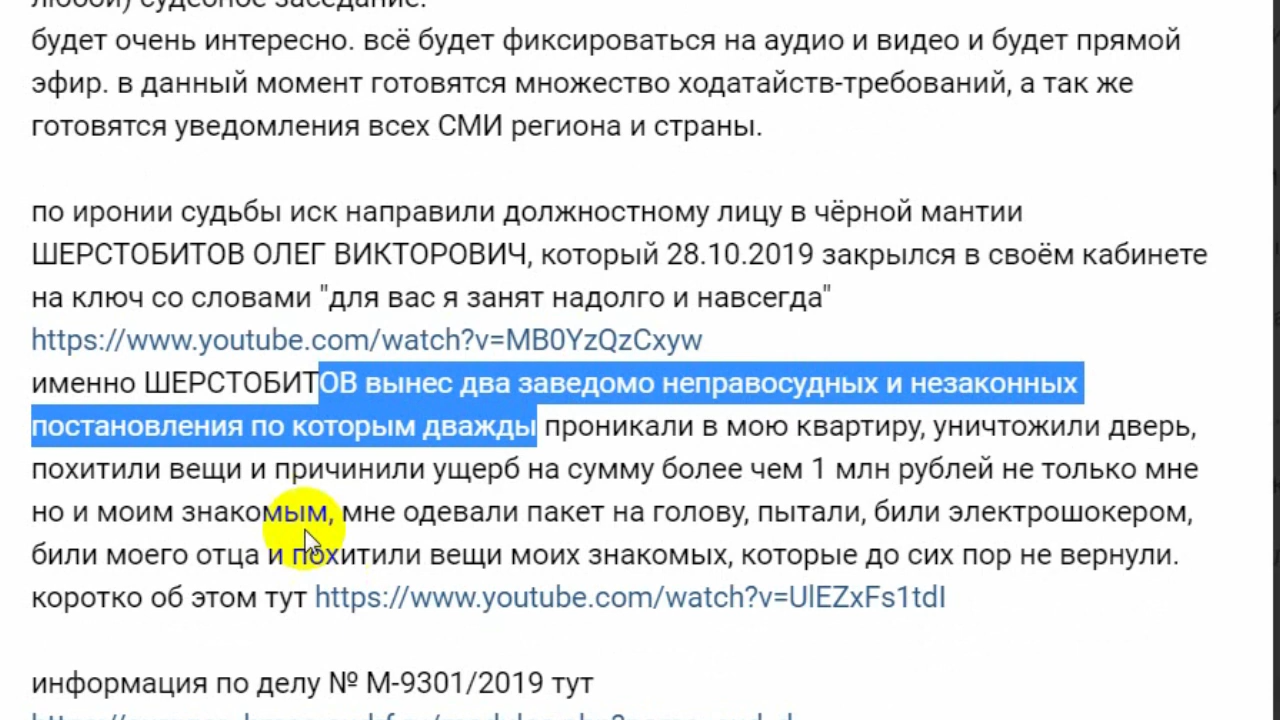 любой) судебное заседание.
будет очень интересно. всё будет фиксироваться на аудио и видео и будет прямой
эфир. в данный момент готовятся множество ходатайств-требований, а так же
готовятся уведомления всех СМИ региона и страны.
по иронии судьбы иск направили должностному лицу в чёрной мантии
ШЕРСТОБИТОВ ОЛЕГ ВИКТОРОВИЧ, который 28.10.2019 закрылся в своём кабинете
на ключ со словами "для вас я занят надолго и навсегда"
https://www.youtube.com/watch?v=MB0YzQzCxyw
именно ШЕРСТОБИТОВ вынес два заведомо неправосудных и незаконных
постановления по которым дважды проникали в мою квартиру, уничтожили дверь,
похитили вещи и причинили ущерб на сумму более чем 1 млн рублей не только мне
но и моим знакомым, мне одевали пакет на голову, пытали, били электрошокером,
били моего отца и похитили вещи моих знакомых, которые до сих пор не вернули.
коротко об этом тут https://www.youtube.com/watch?v=UlEZxFs1tdI
информация по делу № М-9301/2019 тут